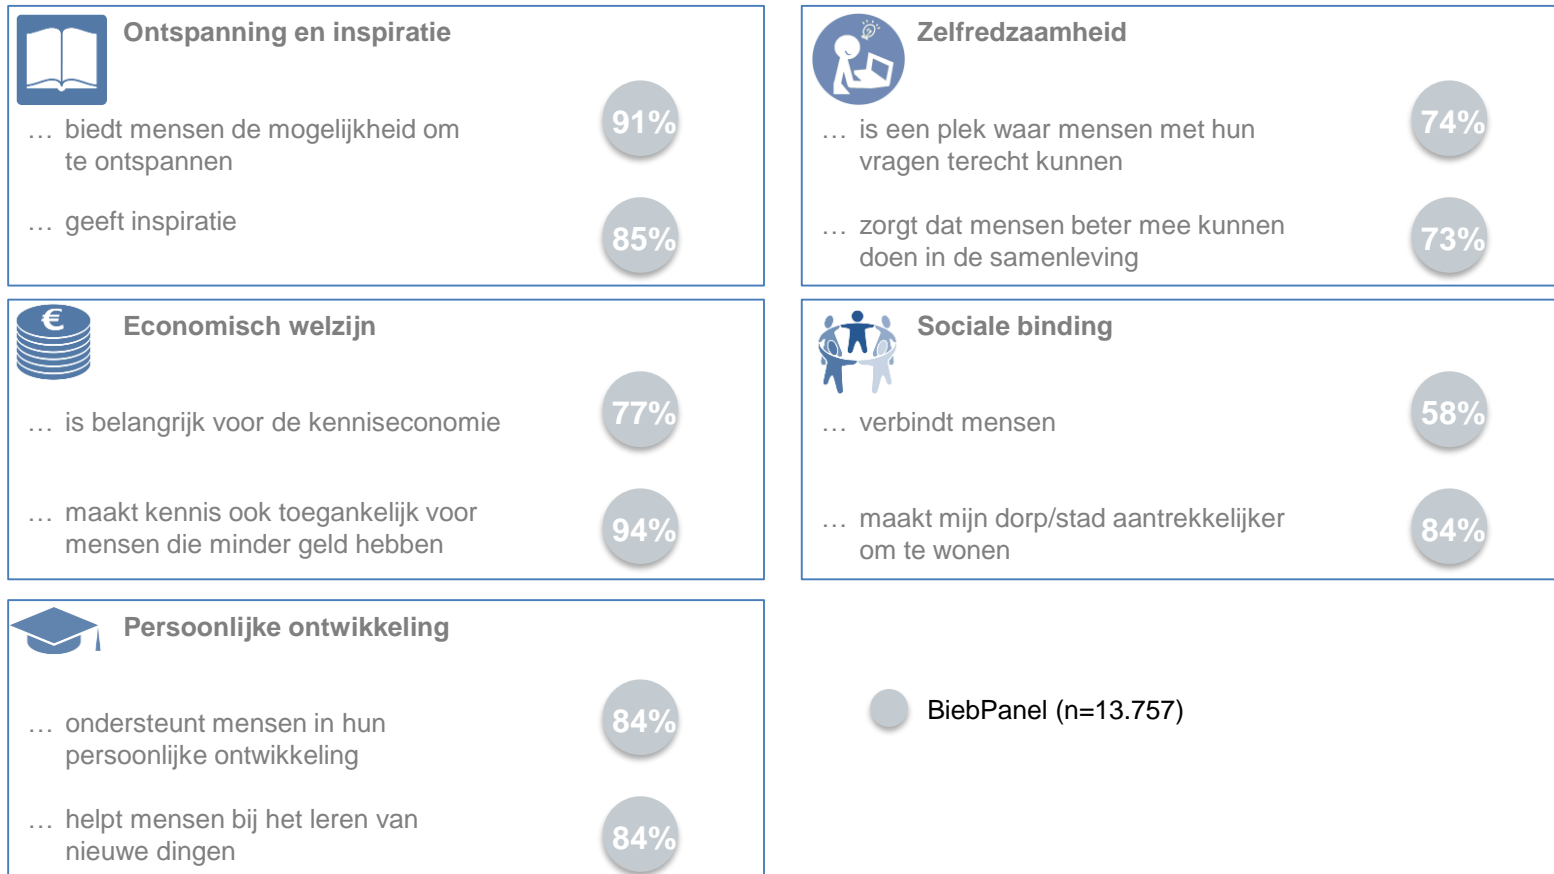 Ontspanning en inspiratie
… biedt mensen de mogelijkheid om
te ontspannen
91%
… geeft inspiratie
85%
Zelfredzaamheid
… is een plek waar mensen met hun
vragen terecht kunnen
74%
… zorgt dat mensen beter mee kunnen
doen in de samenleving
73%
€
Economisch welzijn
… is belangrijk voor de kenniseconomie
77%
… maakt kennis ook toegankelijk voor
mensen die minder geld hebben
94%
Sociale binding
… verbindt mensen
58%
… maakt mijn dorp/stad aantrekkelijker
om te wonen
84%
Persoonlijke ontwikkeling
… ondersteunt mensen in hun
persoonlijke ontwikkeling
84%
… helpt mensen bij het leren van
nieuwe dingen
84%
BiebPanel (n=13.757)